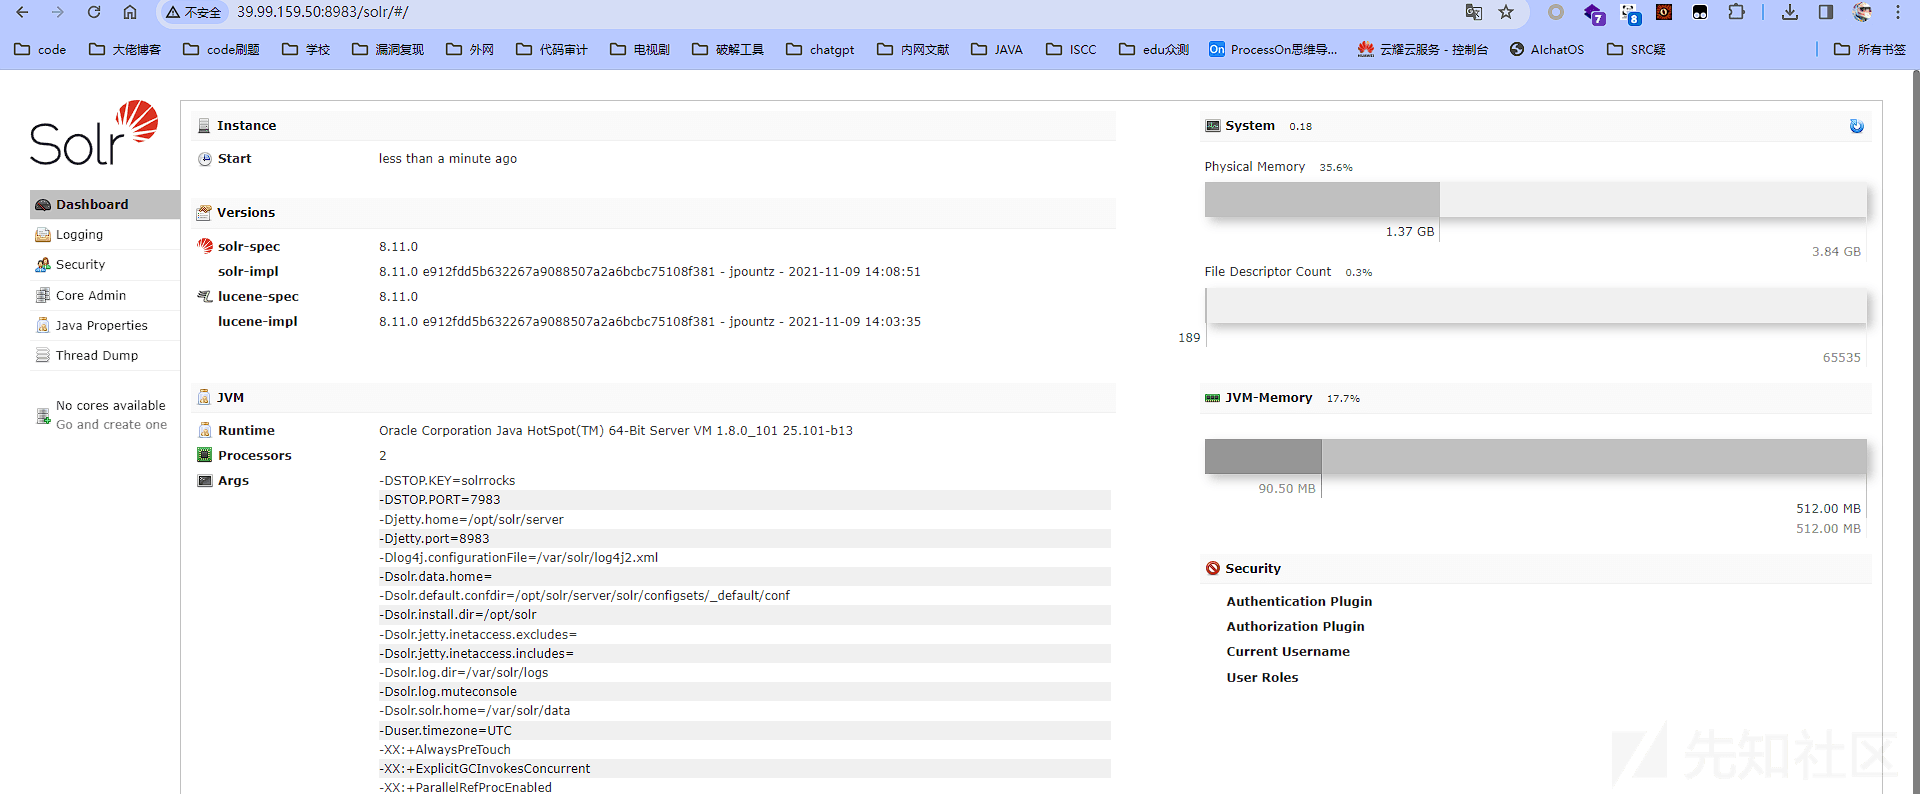 不安全 39.99.159.50:8983/solr/#/
7 8
code 大佬博客 code刷题 学校 漏洞复现 外网 代码审计 电视剧 破解工具 chatgpt 内网文献 JAVA ISCC edu众测 On ProcessOn思维导... 云耀云服务 - 控制台 AIchatOS SRC疑 所有书签
Solr
Dashboard
Logging
Security
Core Admin
Java Properties
Thread Dump
No cores available
Go and create one
Instance
Start less than a minute ago
Versions
solr-spec 8.11.0
solr-impl 8.11.0 e912fdd5b632267a9088507a2a6bcbc75108f381 - jpountz - 2021-11-09 14:08:51
lucene-spec 8.11.0
lucene-impl 8.11.0 e912fdd5b632267a9088507a2a6bcbc75108f381 - jpountz - 2021-11-09 14:03:35
JVM
Runtime Oracle Corporation Java HotSpot(TM) 64-Bit Server VM 1.8.0_101 25.101-b13
Processors 2
Args -DSTOP.KEY=solrrocks
-DSTOP.PORT=7983
-Djetty.home=/opt/solr/server
-Djetty.port=8983
-Dlog4j.configurationFile=/var/solr/log4j2.xml
-Dsolr.data.home=
-Dsolr.default.confdir=/opt/solr/server/solr/configsets/_default/conf
-Dsolr.install.dir=/opt/solr
-Dsolr.jetty.inetaccess.excludes=
-Dsolr.jetty.inetaccess.includes=
-Dsolr.log.dir=/var/solr/logs
-Dsolr.log.muteconsole
-Dsolr.solr.home=/var/solr/data
-Duser.timezone=UTC
-XX:+AlwaysPreTouch
-XX:+ExplicitGCInvokesConcurrent
-XX:+ParallelRefProcEnabled
System 0.18
Physical Memory 35.6%
1.37 GB
3.84 GB
File Descriptor Count 0.3%
189
65535
JVM-Memory 17.7%
90.50 MB
512.00 MB
512.00 MB
Security
Authentication Plugin
Authorization Plugin
Current Username
User Roles
先知社区